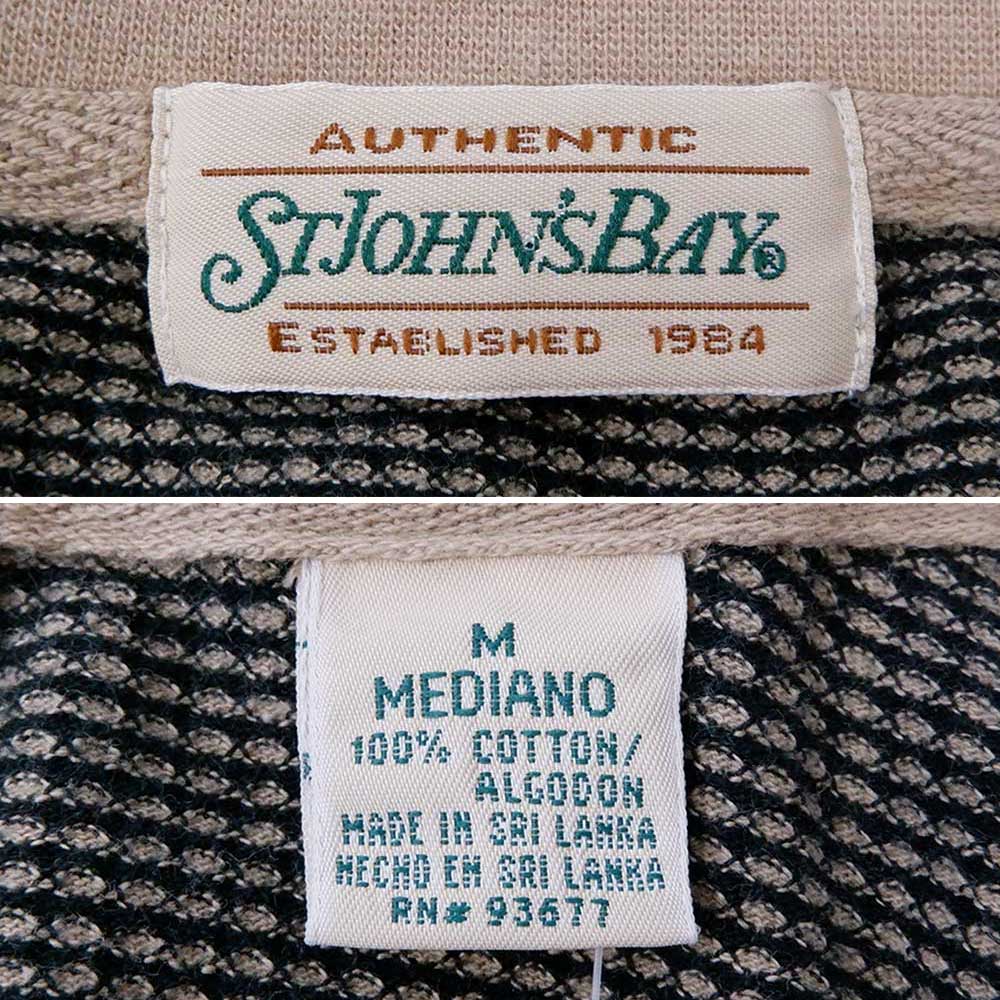 AUTHENTIC
ST JOHN'S BAY®
ESTABLISHED 1984
M
MEDIANO
100% COTTON/
ALGODON
MADE IN SRI LANKA
HECHO EN SRI LANKA
RN# 93677